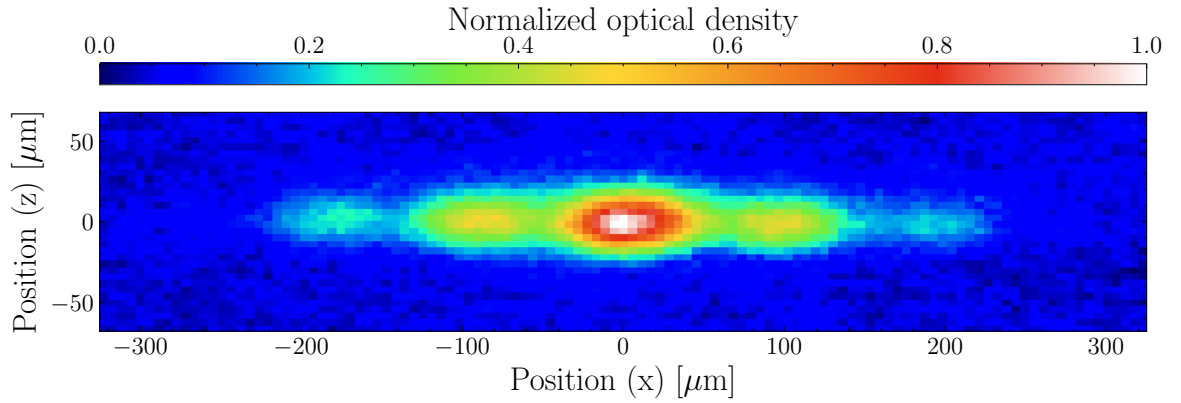 Normalized optical density
0.0 0.2 0.4 0.6 0.8 1.0
Position (z) [μm]
50
0
−50
−300 −200 −100 0 100 200 300
Position (x) [μm]